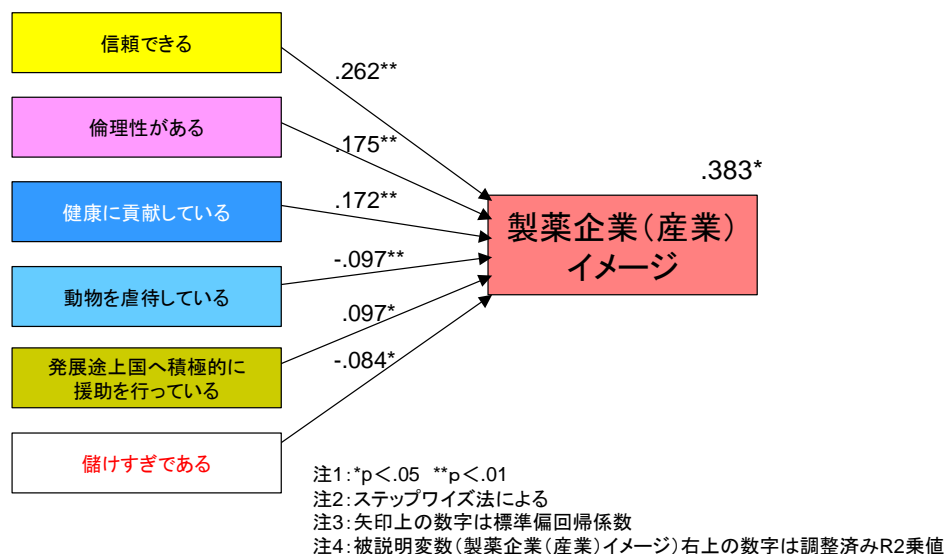 信頼できる
.262**
倫理性がある
.175**
.383*
健康に貢献している
.172**
製薬企業(産業)
イメージ
-.097**
動物を虐待している
.097*
発展途上国へ積極的に
援助を行っている
-.084*
儲けすぎである
注1:*p<.05 **p<.01
注2:ステップワイズ法による
注3:矢印上の数字は標準偏回帰係数
注4:被説明変数(製薬企業(産業)イメージ)右上の数字は調整済みR2乗値